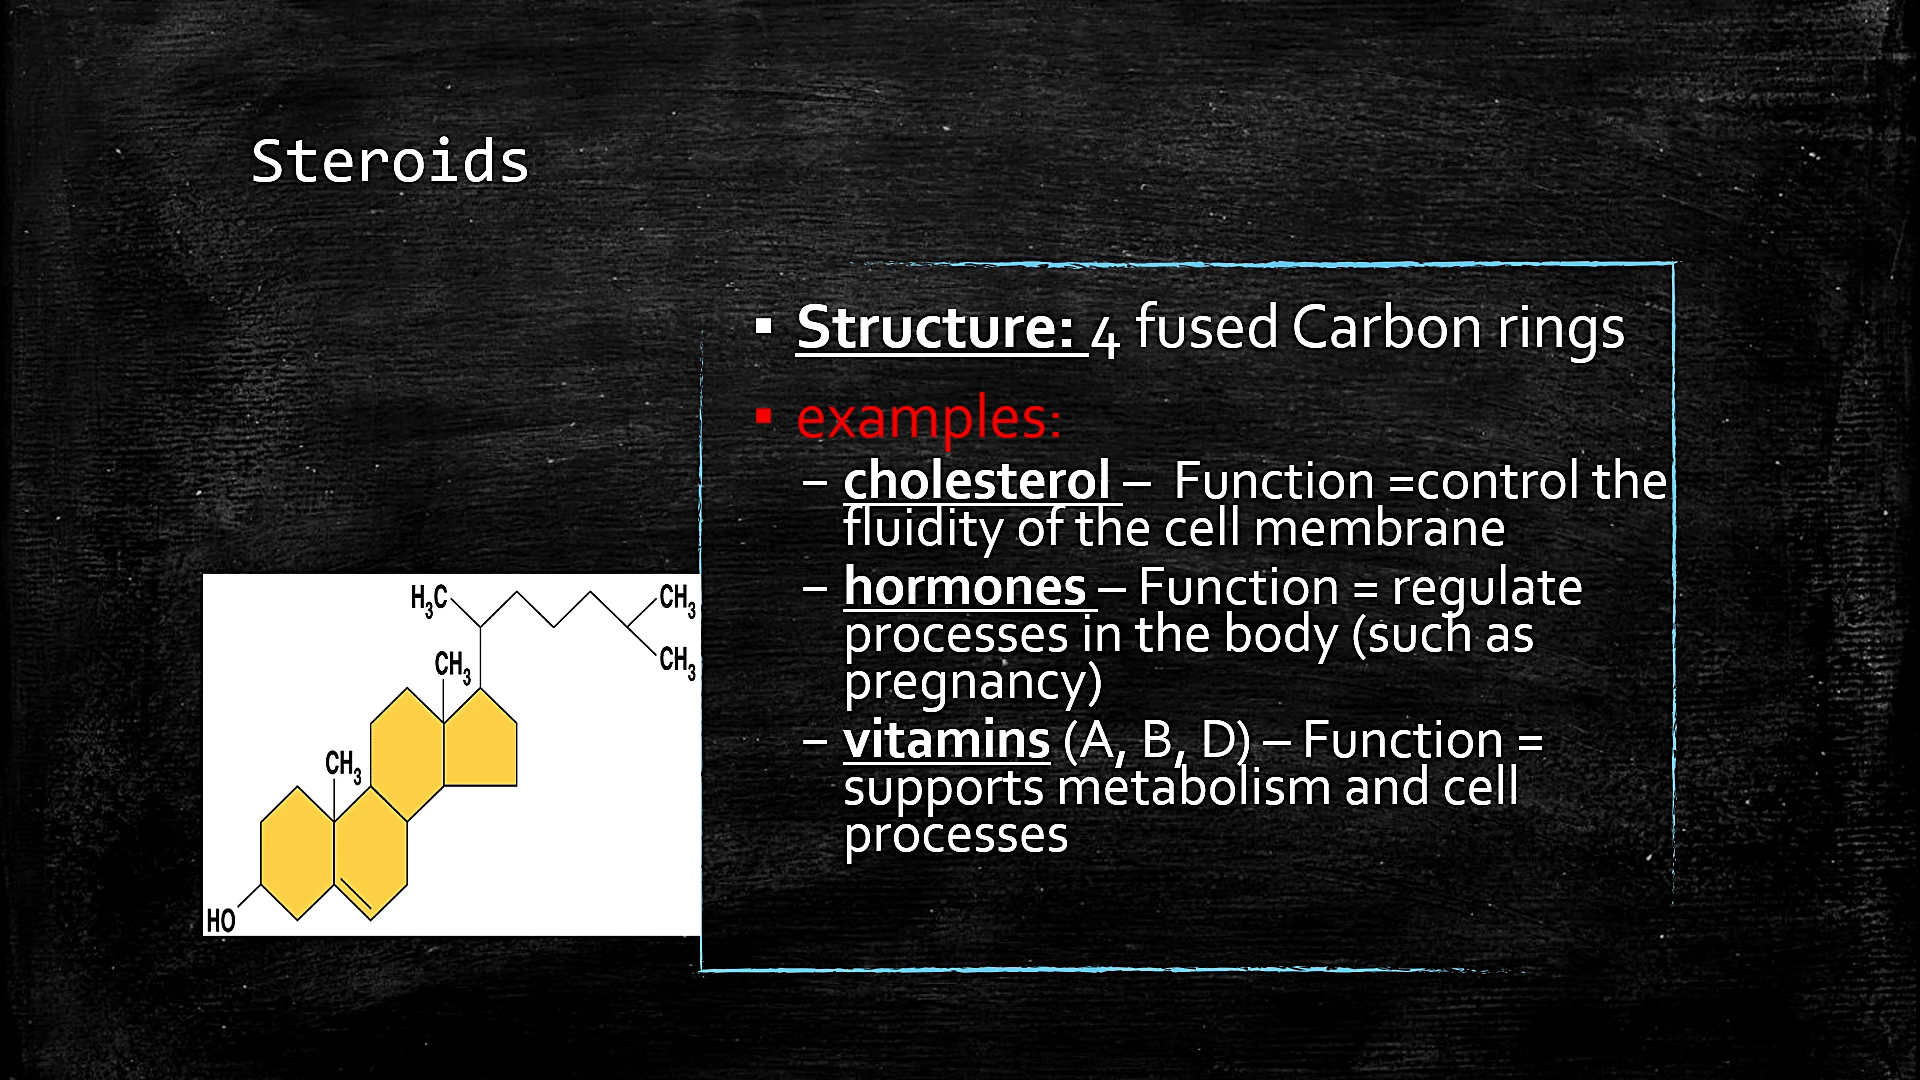 Steroids
▪ Structure: 4 fused Carbon rings
▪ examples:
– cholesterol – Function =control the
fluidity of the cell membrane
– hormones – Function = regulate
processes in the body (such as
pregnancy)
– vitamins (A, B, D) – Function =
supports metabolism and cell
processes
H₃C
CH₃
CH₃
CH₃
CH₃
HO